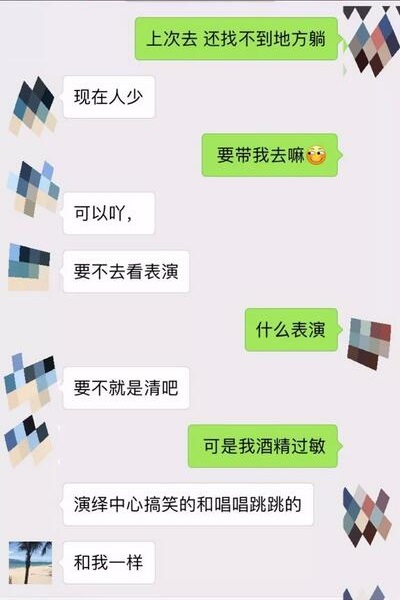 上次去 还找不到地方躺
现在人少
要带我去嘛
可以吖，
要不去看表演
什么表演
要不就是清吧
可是我酒精过敏
演绎中心搞笑的和唱唱跳跳的
和我一样